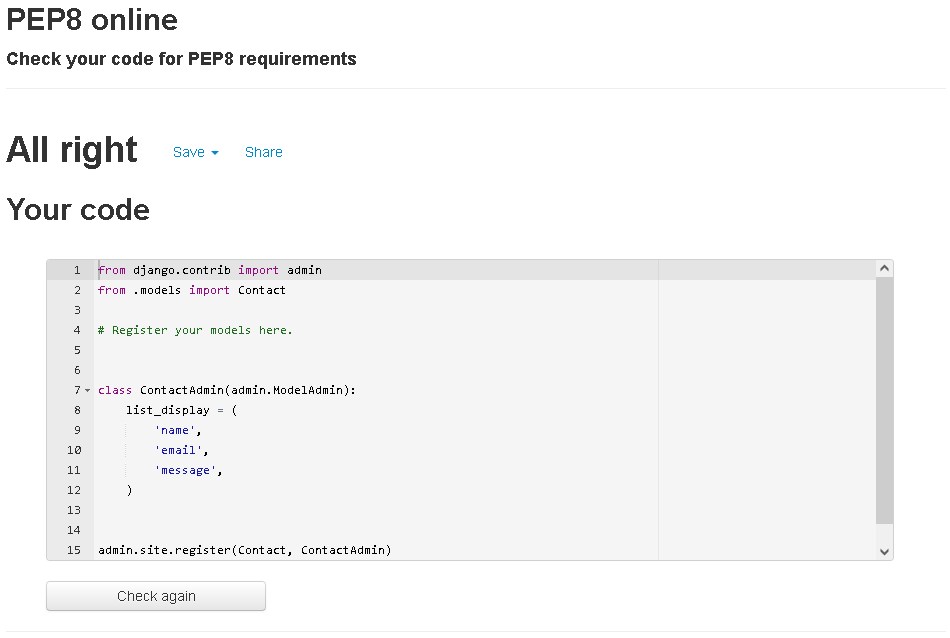 PEP8 online
Check your code for PEP8 requirements
All right Save Share
Your code
1 from django.contrib import admin
2 from .models import Contact
3
4 # Register your models here.
5
6
7 class ContactAdmin(admin.ModelAdmin):
8     list_display = (
9         'name',
10         'email',
11         'message',
12     )
13
14
15 admin.site.register(Contact, ContactAdmin)
Check again